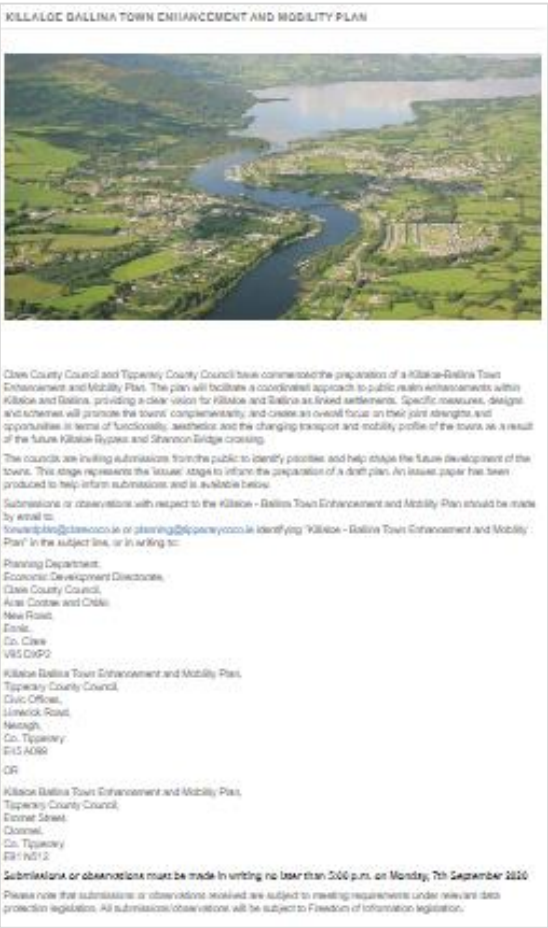 KILLALOE BALLINA TOWN ENHANCEMENT AND MOBILITY PLAN
Clare County Council and Tipperary County Council have commenced the preparation of a Killaloe-Ballina Town
Enhancement and Mobility Plan. The plan will facilitate a coordinated approach to public realm enhancements within
Killaloe and Ballina, providing a clear vision for Killaloe and Ballina as linked settlements. Specific measures, designs
and schemes will promote the towns' complementarity, and create an overall focus on their joint strengths and
opportunities in terms of functionality, aesthetics and the changing transport and mobility profile of the towns as a result
of the future Killaloe Bypass and Shannon Bridge crossing.
The councils are inviting submissions from the public to identify priorities and help shape the future development of the
towns. This stage represents the 'issues' stage to inform the preparation of a draft plan. An issues paper has been
produced to help inform submissions and is available below.
Submissions or observations with respect to the Killaloe - Ballina Town Enhancement and Mobility Plan should be made
by email to:
forwardplan@clarecoco.ie or planning@tipperarycoco.ie identifying "Killaloe - Ballina Town Enhancement and Mobility
Plan" in the subject line, or in writing to:
Planning Department,
Economic Development Directorate,
Clare County Council,
Aras Contae an Chláir,
New Road,
Ennis,
Co. Clare
V95 DXP2
Killaloe Ballina Town Enhancement and Mobility Plan,
Tipperary County Council,
Civic Offices,
Limerick Road,
Nenagh,
Co. Tipperary
E45 A099
OR
Killaloe Ballina Town Enhancement and Mobility Plan,
Tipperary County Council,
Emmet Street,
Clonmel,
Co. Tipperary
E91 N512
Submissions or observations must be made in writing no later than 5:00 p.m. on Monday, 7th September 2020
Please note that submissions or observations received are subject to meeting requirements under relevant data
protection legislation. All submissions/observations will be subject to Freedom of Information legislation.